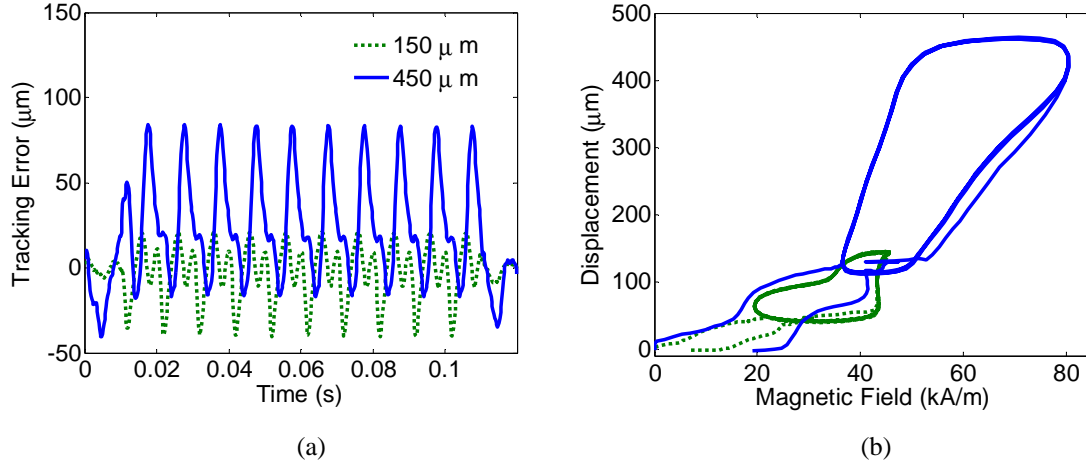 150
100
50
0
-50
Tracking Error (μm)
150 μ m
450 μ m
0 0.02 0.04 0.06 0.08 0.1
Time (s)
(a)
500
400
300
200
100
0
Displacement (μm)
0 20 40 60 80
Magnetic Field (kA/m)
(b)